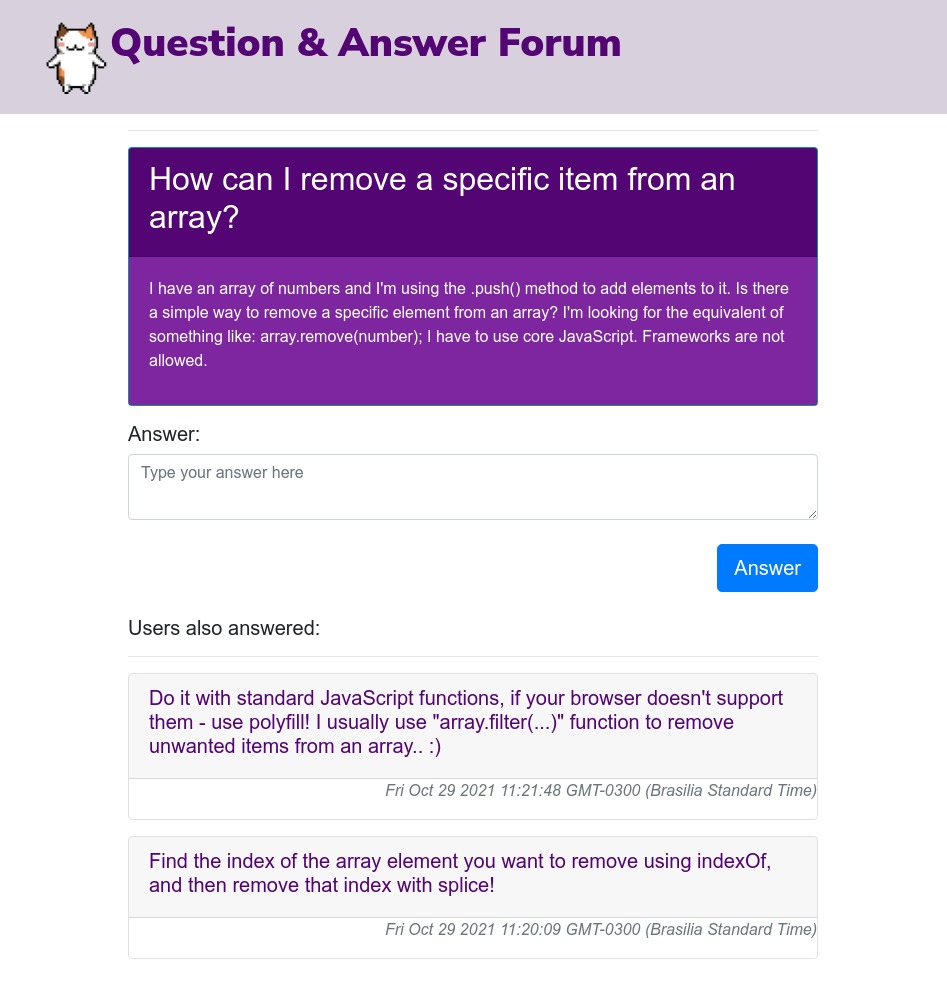 Question & Answer Forum
How can I remove a specific item from an
array?
I have an array of numbers and I'm using the .push() method to add elements to it. Is there
a simple way to remove a specific element from an array? I'm looking for the equivalent of
something like: array.remove(number); I have to use core JavaScript. Frameworks are not
allowed.
Answer:
Type your answer here
Answer
Users also answered:
Do it with standard JavaScript functions, if your browser doesn't support
them - use polyfill! I usually use "array.filter(...)" function to remove
unwanted items from an array.. :)
Fri Oct 29 2021 11:21:48 GMT-0300 (Brasilia Standard Time)
Find the index of the array element you want to remove using indexOf,
and then remove that index with splice!
Fri Oct 29 2021 11:20:09 GMT-0300 (Brasilia Standard Time)